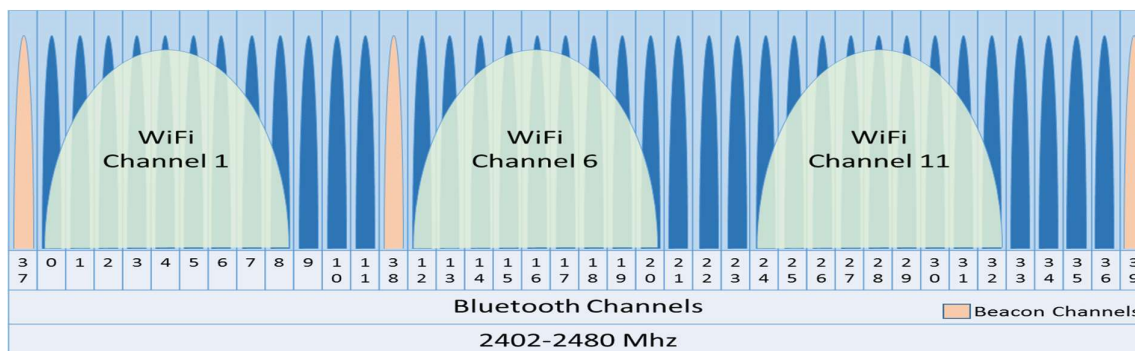 WiFi
Channel 1
WiFi
Channel 6
WiFi
Channel 11
37 0 1 2 3 4 5 6 7 8 9 10 11 38 12 13 14 15 16 17 18 19 20 21 22 23 24 25 26 27 28 29 30 31 32 33 34 35 36 39
Bluetooth Channels
Beacon Channels
2402-2480 Mhz